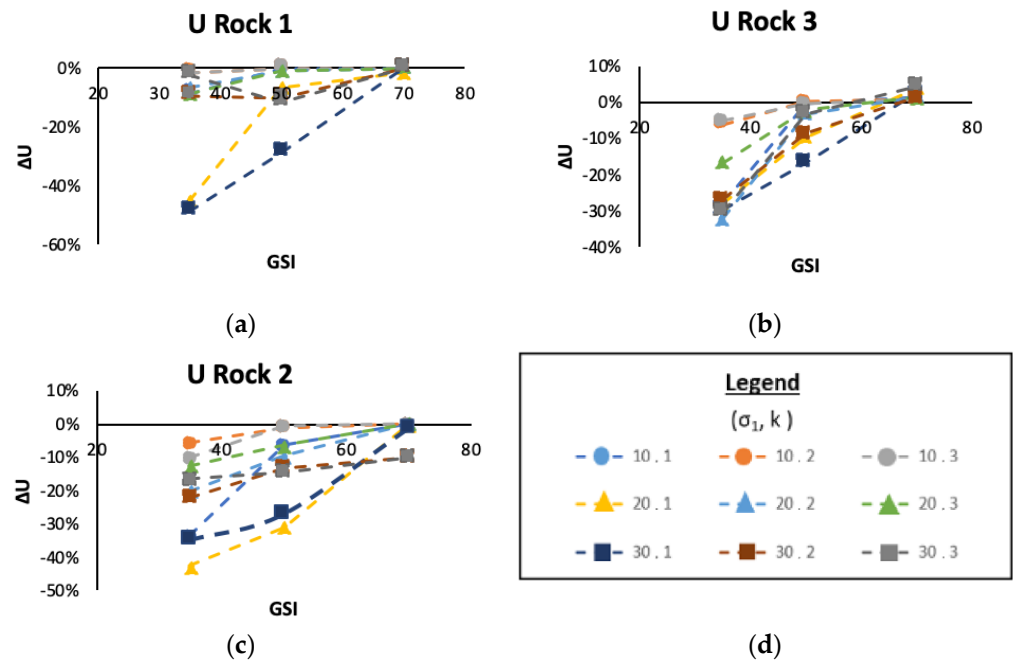 U Rock 1
0%
20 30 40 50 60 70 80
-20%
-40%
-60%
ΔU
GSI
(a)
U Rock 3
10%
0%
20 40 60 80
-10%
-20%
-30%
-40%
ΔU
GSI
(b)
U Rock 2
10%
0%
20 40 60 80
-10%
-20%
-30%
-40%
-50%
ΔU
GSI
(c)
Legend
(σ1, k )
10 . 1 10 . 2 10 . 3
20 . 1 20 . 2 20 . 3
30 . 1 30 . 2 30 . 3
(d)